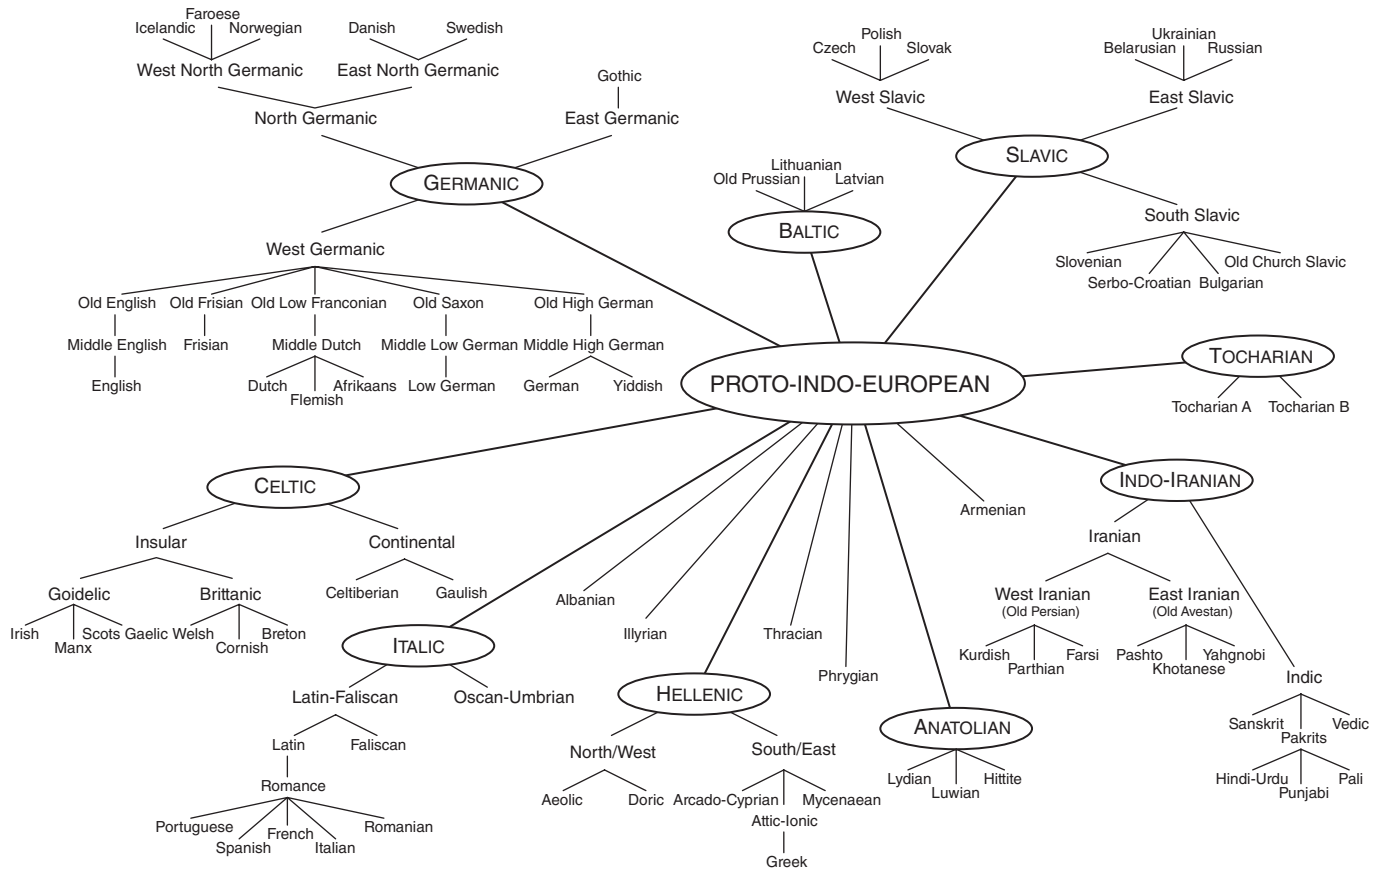 Faroese
Icelandic
Norwegian
Danish
Swedish
West North Germanic
East North Germanic
North Germanic
Gothic
East Germanic
GERMANIC
West Germanic
Old English
Old Frisian
Old Low Franconian
Old Saxon
Old High German
Middle English
Frisian
Middle Dutch
Middle Low German
Middle High German
English
Dutch
Flemish
Afrikaans
Low German
German
Yiddish
Lithuanian
Old Prussian
Latvian
BALTIC
Polish
Czech
Slovak
West Slavic
Ukrainian
Belarusian
Russian
East Slavic
SLAVIC
South Slavic
Slovenian
Old Church Slavic
Serbo-Croatian
Bulgarian
PROTO-INDO-EUROPEAN
TOCHARIAN
Tocharian A
Tocharian B
CELTIC
Insular
Continental
Goidelic
Brittanic
Celtiberian
Gaulish
Irish
Manx
Scots Gaelic
Welsh
Cornish
Breton
ITALIC
Latin-Faliscan
Oscan-Umbrian
Latin
Faliscan
Romance
Portuguese
Spanish
French
Italian
Romanian
Albanian
Illyrian
Thracian
Phrygian
Armenian
HELLENIC
North/West
South/East
Aeolic
Doric
Arcado-Cyprian
Mycenaean
Attic-Ionic
Greek
ANATOLIAN
Lydian
Luwian
Hittite
INDO-IRANIAN
Iranian
West Iranian
(Old Persian)
East Iranian
(Old Avestan)
Kurdish
Parthian
Farsi
Pashto
Khotanese
Yahgnobi
Indic
Sanskrit
Pakrits
Vedic
Hindi-Urdu
Punjabi
Pali